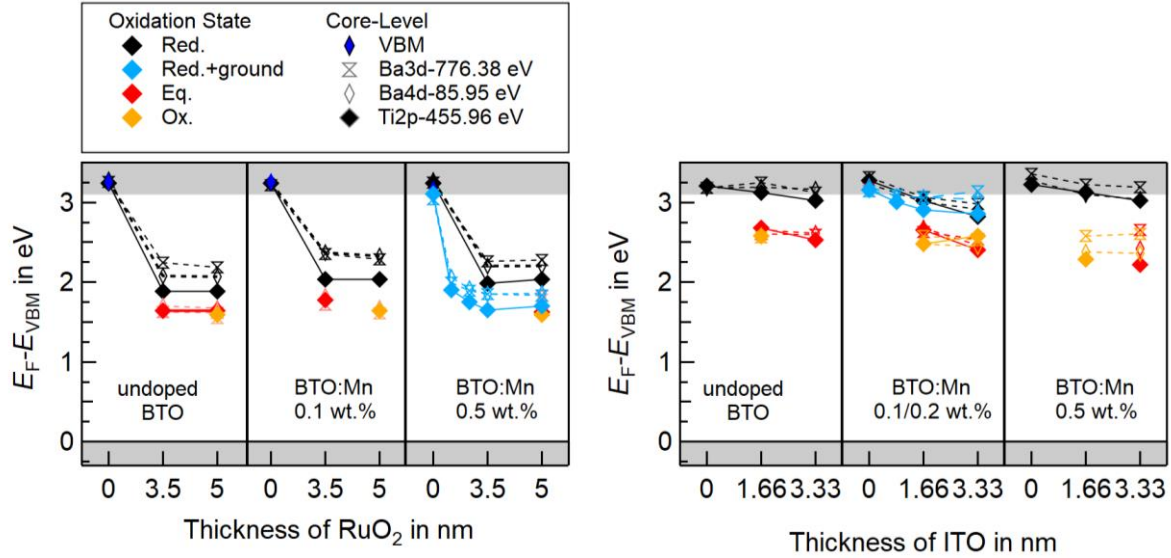 Oxidation State
Red.
Red.+ground
Eq.
Ox.
Core-Level
VBM
Ba3d-776.38 eV
Ba4d-85.95 eV
Ti2p-455.96 eV
E_F-E_VBM in eV
3
2
1
0
undoped
BTO
BTO:Mn
0.1 wt.%
BTO:Mn
0.5 wt.%
0 3.5 5 0 3.5 5 0 3.5 5
Thickness of RuO₂ in nm
E_F-E_VBM in eV
3
2
1
0
undoped
BTO
BTO:Mn
0.1/0.2 wt.%
BTO:Mn
0.5 wt.%
0 1.66 3.33 0 1.66 3.33 0 1.66 3.33
Thickness of ITO in nm